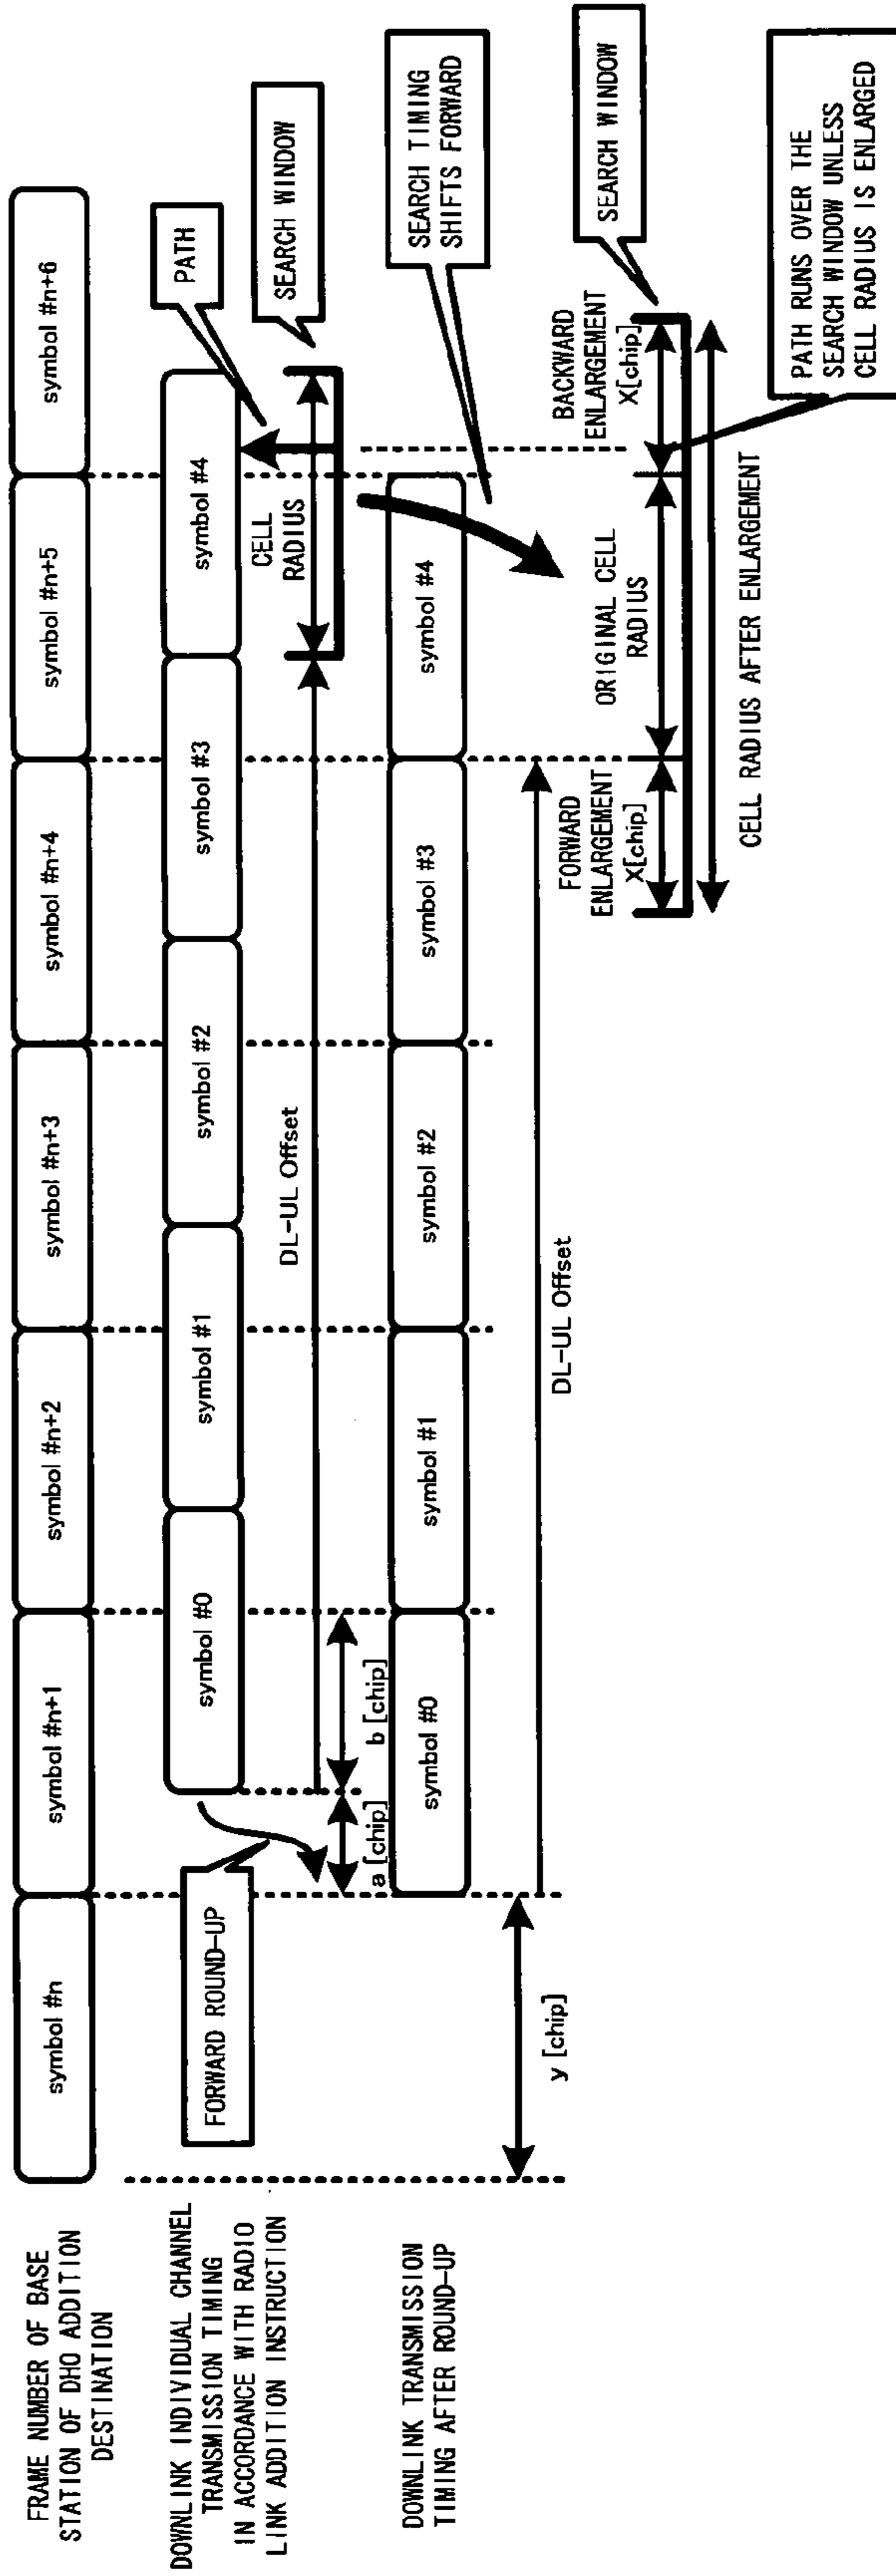 FRAME NUMBER OF BASE
STATION OF DHO ADDITION
DESTINATION
symbol #n
symbol #n+1
symbol #n+2
symbol #n+3
symbol #n+4
symbol #n+5
symbol #n+6
DOWNLINK INDIVIDUAL CHANNEL
TRANSMISSION TIMING
IN ACCORDANCE WITH RADIO
LINK ADDITION INSTRUCTION
symbol #0
symbol #1
symbol #2
symbol #3
symbol #4
PATH
FORWARD ROUND-UP
DL-UL Offset
CELL
RADIUS
SEARCH WINDOW
a [chip]
b [chip]
DOWNLINK TRANSMISSION
TIMING AFTER ROUND-UP
symbol #0
symbol #1
symbol #2
symbol #3
symbol #4
SEARCH TIMING
SHIFTS FORWARD
y [chip]
DL-UL Offset
FORWARD
ENLARGEMENT
X[chip]
ORIGINAL CELL
RADIUS
BACKWARD
ENLARGEMENT
X[chip]
SEARCH WINDOW
CELL RADIUS AFTER ENLARGEMENT
PATH RUNS OVER THE
SEARCH WINDOW UNLESS
CELL RADIUS IS ENLARGED